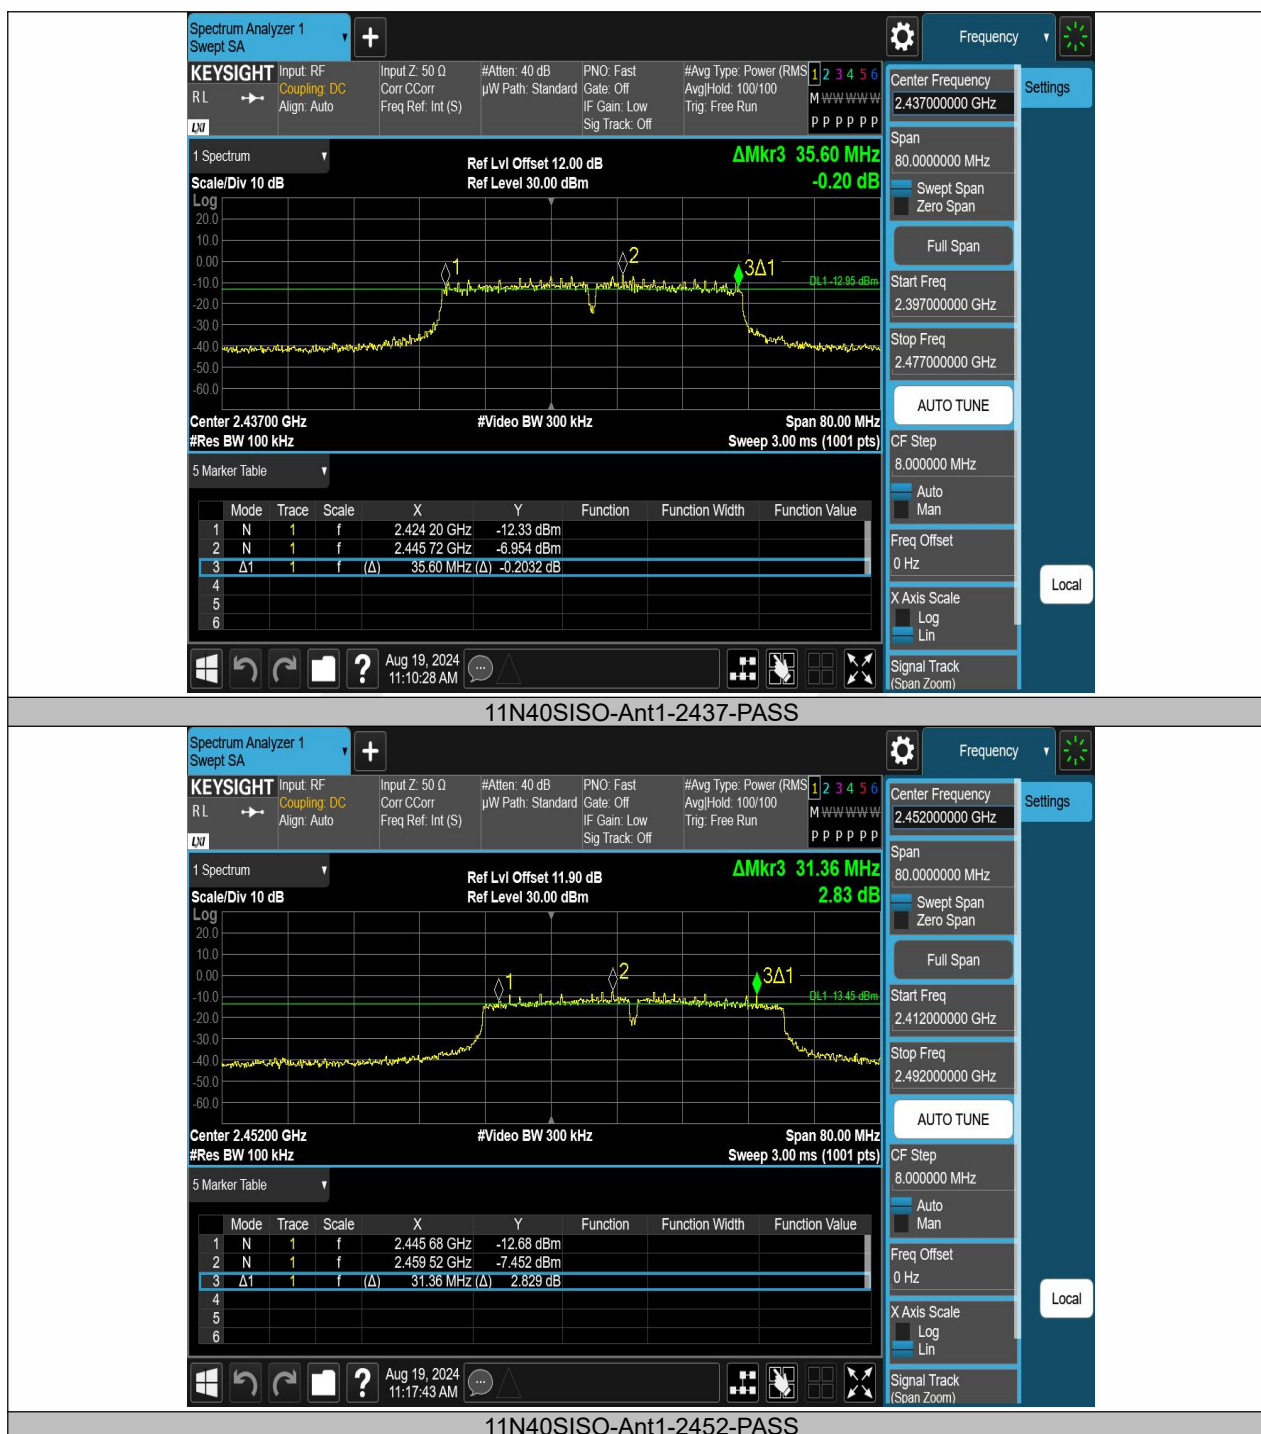 Spectrum Analyzer 1
Swept SA
+
Frequency
KEYSIGHT
RL
LXI
Input: RF
Coupling: DC
Align: Auto
Input Z: 50 Ω
Corr CCorr
Freq Ref: Int (S)
#Atten: 40 dB
µW Path: Standard
PNO: Fast
Gate: Off
IF Gain: Low
Sig Track: Off
#Avg Type: Power (RMS
Avg|Hold: 100/100
Trig: Free Run
1 2 3 4 5 6
M W W W W W
P P P P P P
Center Frequency
2.437000000 GHz
Settings
1 Spectrum
Scale/Div 10 dB
Ref Lvl Offset 12.00 dB
Ref Level 30.00 dBm
ΔMkr3 35.60 MHz
-0.20 dB
Span
80.0000000 MHz
Swept Span
Zero Span
Full Span
Log
20.0
10.0
0.00
-10.0
-20.0
-30.0
-40.0
-50.0
-60.0
1
2
3Δ1
DL1 -12.95 dBm
Start Freq
2.397000000 GHz
Stop Freq
2.477000000 GHz
AUTO TUNE
Center 2.43700 GHz
#Video BW 300 kHz
Span 80.00 MHz
#Res BW 100 kHz
Sweep 3.00 ms (1001 pts)
CF Step
8.000000 MHz
Auto
Man
5 Marker Table
Mode Trace Scale X Y Function Function Width Function Value
1 N 1 f 2.424 20 GHz -12.33 dBm
2 N 1 f 2.445 72 GHz -6.954 dBm
3 Δ1 1 f (Δ) 35.60 MHz (Δ) -0.2032 dB
4
5
6
Freq Offset
0 Hz
X Axis Scale
Log
Lin
Local
Signal Track
(Span Zoom)
?
Aug 19, 2024
11:10:28 AM
11N40SISO-Ant1-2437-PASS
Spectrum Analyzer 1
Swept SA
+
Frequency
KEYSIGHT
RL
LXI
Input: RF
Coupling: DC
Align: Auto
Input Z: 50 Ω
Corr CCorr
Freq Ref: Int (S)
#Atten: 40 dB
µW Path: Standard
PNO: Fast
Gate: Off
IF Gain: Low
Sig Track: Off
#Avg Type: Power (RMS
Avg|Hold: 100/100
Trig: Free Run
1 2 3 4 5 6
M W W W W W
P P P P P P
Center Frequency
2.452000000 GHz
Settings
1 Spectrum
Scale/Div 10 dB
Ref Lvl Offset 11.90 dB
Ref Level 30.00 dBm
ΔMkr3 31.36 MHz
2.83 dB
Span
80.0000000 MHz
Swept Span
Zero Span
Full Span
Log
20.0
10.0
0.00
-10.0
-20.0
-30.0
-40.0
-50.0
-60.0
1
2
3Δ1
DL1 -13.45 dBm
Start Freq
2.412000000 GHz
Stop Freq
2.492000000 GHz
AUTO TUNE
Center 2.45200 GHz
#Video BW 300 kHz
Span 80.00 MHz
#Res BW 100 kHz
Sweep 3.00 ms (1001 pts)
CF Step
8.000000 MHz
Auto
Man
5 Marker Table
Mode Trace Scale X Y Function Function Width Function Value
1 N 1 f 2.445 68 GHz -12.68 dBm
2 N 1 f 2.459 52 GHz -7.452 dBm
3 Δ1 1 f (Δ) 31.36 MHz (Δ) 2.829 dB
4
5
6
Freq Offset
0 Hz
X Axis Scale
Log
Lin
Local
Signal Track
(Span Zoom)
?
Aug 19, 2024
11:17:43 AM
11N40SISO-Ant1-2452-PASS